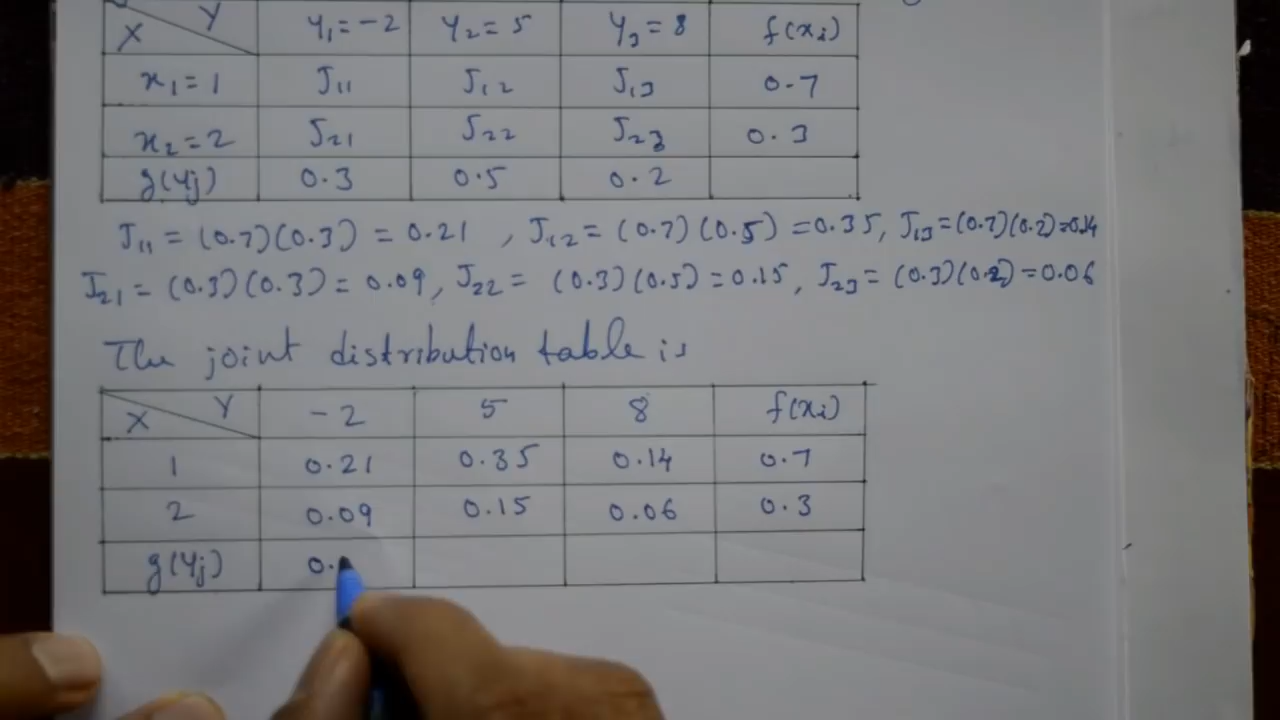 X Y y₁=-2 y₂=5 y₃=8 f(xᵢ)
x₁=1 J₁₁ J₁₂ J₁₃ 0.7
x₂=2 J₂₁ J₂₂ J₂₃ 0.3
g(yⱼ) 0.3 0.5 0.2
J₁₁ = (0.7)(0.3) = 0.21 , J₁₂ = (0.7)(0.5) = 0.35, J₁₃ = (0.7)(0.2) = 0.14
J₂₁ = (0.3)(0.3) = 0.09, J₂₂ = (0.3)(0.5) = 0.15, J₂₃ = (0.3)(0.2) = 0.06
The joint distribution table is
X Y -2 5 8 f(xᵢ)
1 0.21 0.35 0.14 0.7
2 0.09 0.15 0.06 0.3
g(yⱼ) 0.